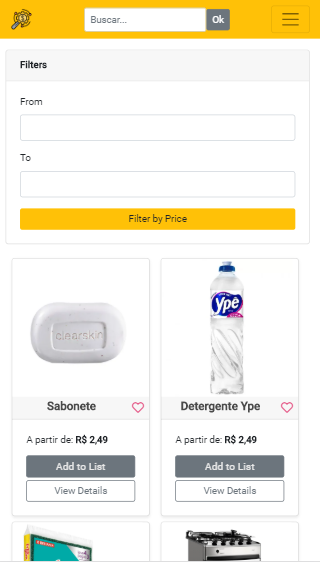 Buscar...
Ok
Filters
From
To
Filter by Price
clearskin
Ypê
Sabonete
Detergente Ype
A partir de: R$ 2,49
A partir de: R$ 2,49
Add to List
Add to List
View Details
View Details